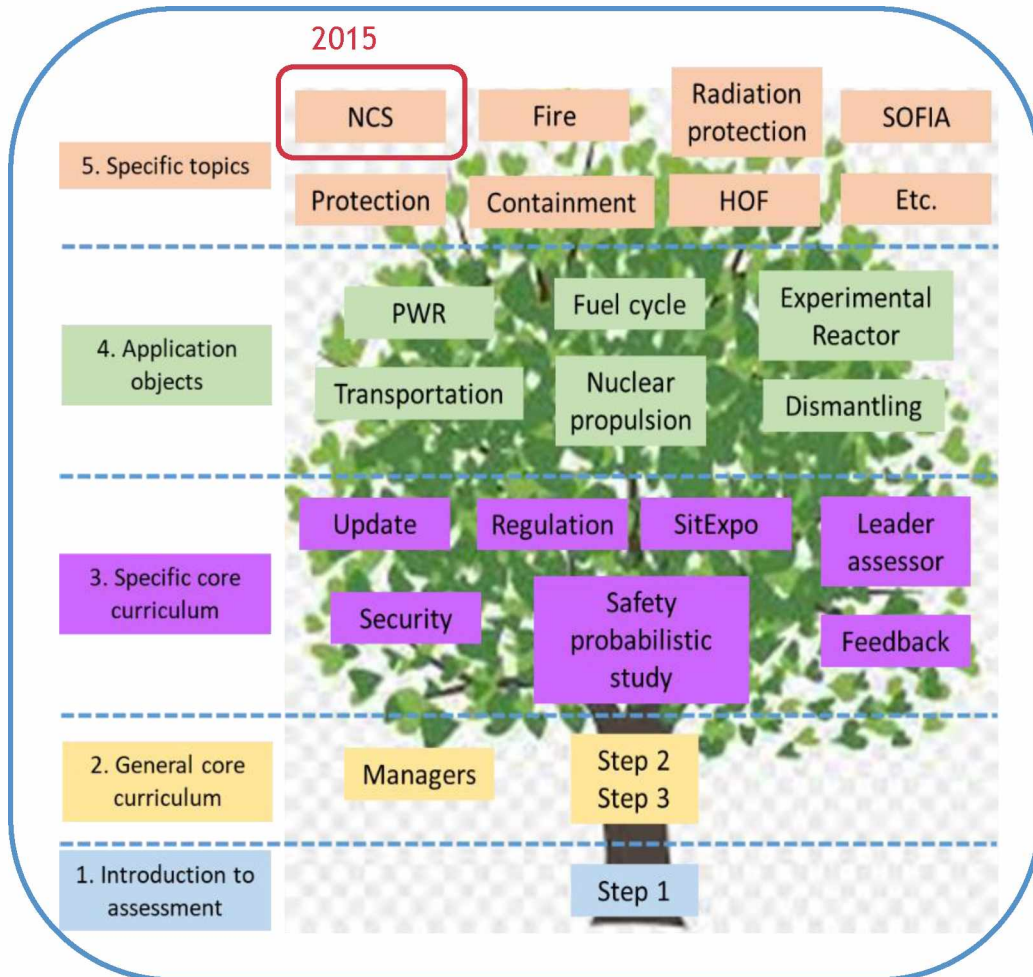 2015
NCS
Fire
Radiation
protection
SOFIA
5. Specific topics
Protection
Containment
HOF
Etc.
PWR
Fuel cycle
Experimental
Reactor
4. Application
objects
Transportation
Nuclear
propulsion
Dismantling
Update
Regulation
SitExpo
Leader
assessor
3. Specific core
curriculum
Security
Safety
probabilistic
study
Feedback
2. General core
curriculum
Managers
Step 2
Step 3
1. Introduction to
assessment
Step 1